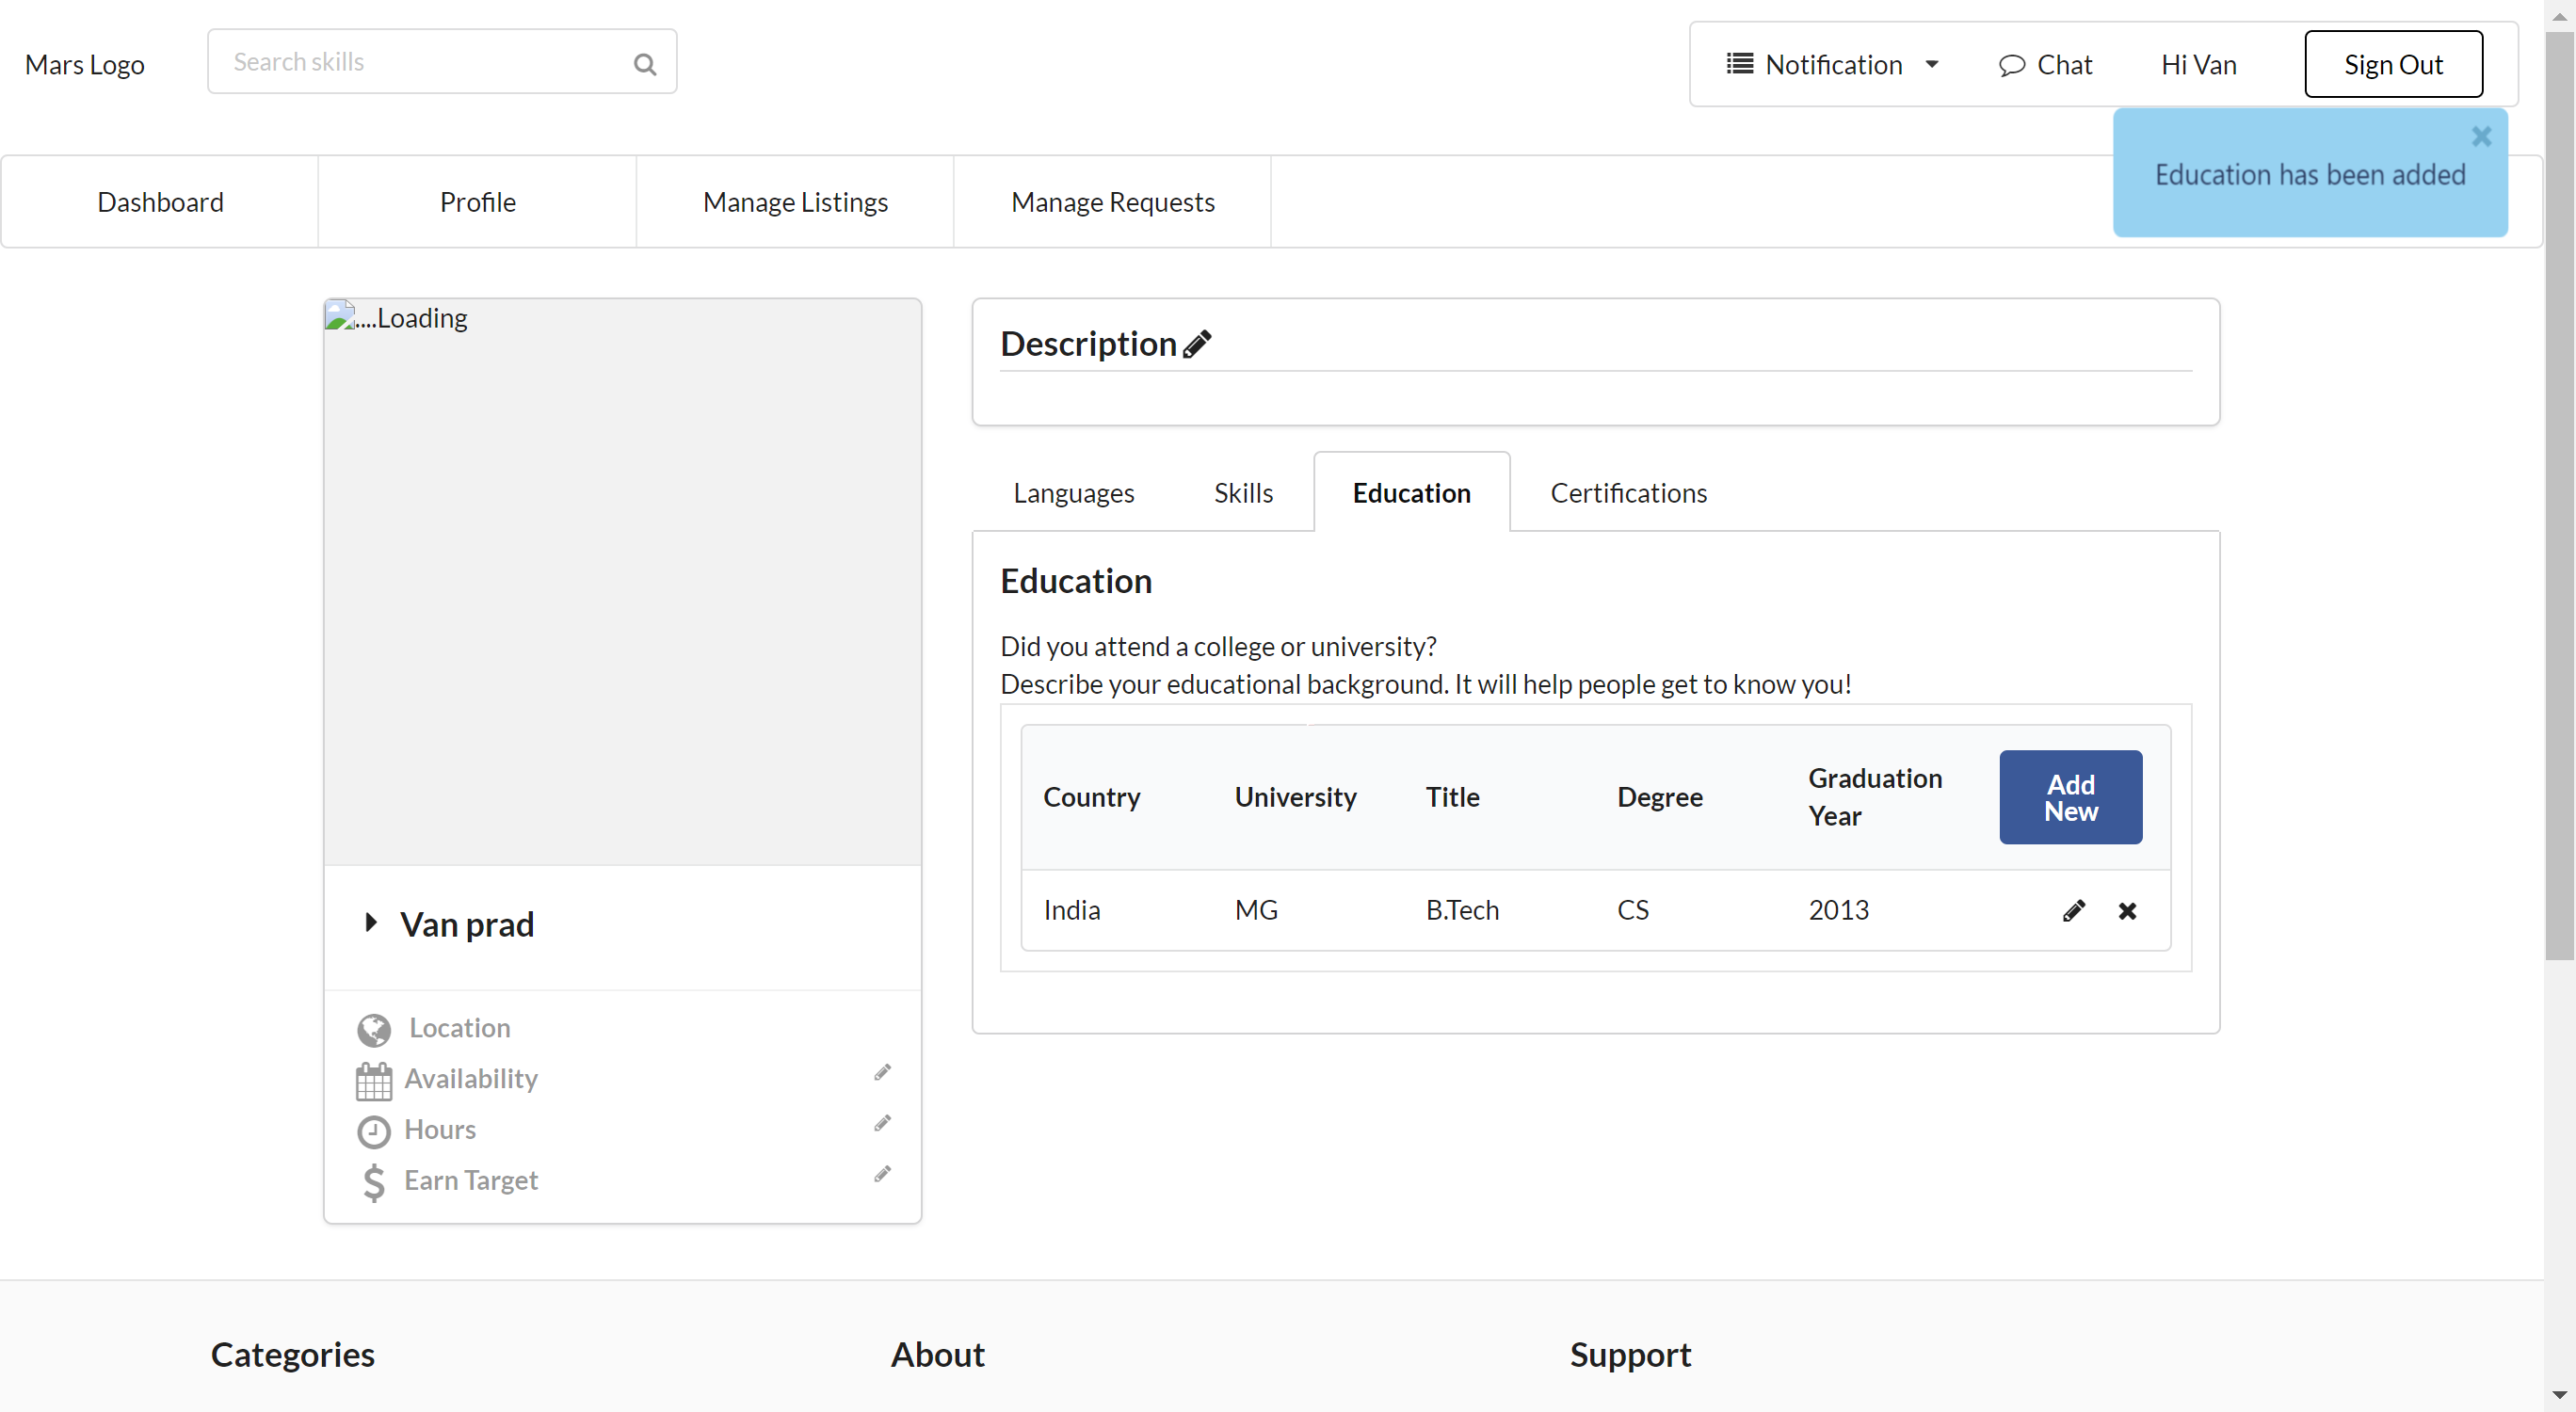 Mars Logo
Search skills
Notification
Chat
Hi Van
Sign Out
Education has been added
Dashboard
Profile
Manage Listings
Manage Requests
....Loading
Van prad
Location
Availability
Hours
Earn Target
Description
Languages
Skills
Education
Certifications
Education
Did you attend a college or university?
Describe your educational background. It will help people get to know you!
Country
University
Title
Degree
Graduation
Year
Add
New
India
MG
B.Tech
CS
2013
Categories
About
Support